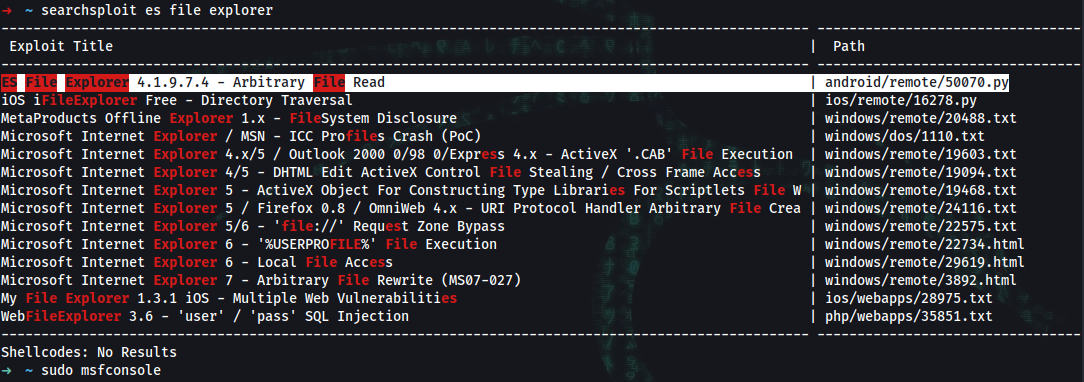 → ~ searchsploit es file explorer
Exploit Title | Path
ES File Explorer 4.1.9.7.4 - Arbitrary File Read | android/remote/50070.py
iOS iFileExplorer Free - Directory Traversal | ios/remote/16278.py
MetaProducts Offline Explorer 1.x - FileSystem Disclosure | windows/remote/20488.txt
Microsoft Internet Explorer / MSN - ICC Profiles Crash (PoC) | windows/dos/1110.txt
Microsoft Internet Explorer 4.x/5 / Outlook 2000 0/98 0/Express 4.x - ActiveX '.CAB' File Execution | windows/remote/19603.txt
Microsoft Internet Explorer 4/5 - DHTML Edit ActiveX Control File Stealing / Cross Frame Access | windows/remote/19094.txt
Microsoft Internet Explorer 5 - ActiveX Object For Constructing Type Libraries For Scriptlets File W | windows/remote/19468.txt
Microsoft Internet Explorer 5 / Firefox 0.8 / OmniWeb 4.x - URI Protocol Handler Arbitrary File Crea | windows/remote/24116.txt
Microsoft Internet Explorer 5/6 - 'file://' Request Zone Bypass | windows/remote/22575.txt
Microsoft Internet Explorer 6 - '%USERPROFILE%' File Execution | windows/remote/22734.html
Microsoft Internet Explorer 6 - Local File Access | windows/remote/29619.html
Microsoft Internet Explorer 7 - Arbitrary File Rewrite (MS07-027) | windows/remote/3892.html
My File Explorer 1.3.1 iOS - Multiple Web Vulnerabilities | ios/webapps/28975.txt
WebFileExplorer 3.6 - 'user' / 'pass' SQL Injection | php/webapps/35851.txt
Shellcodes: No Results
→ ~ sudo msfconsole